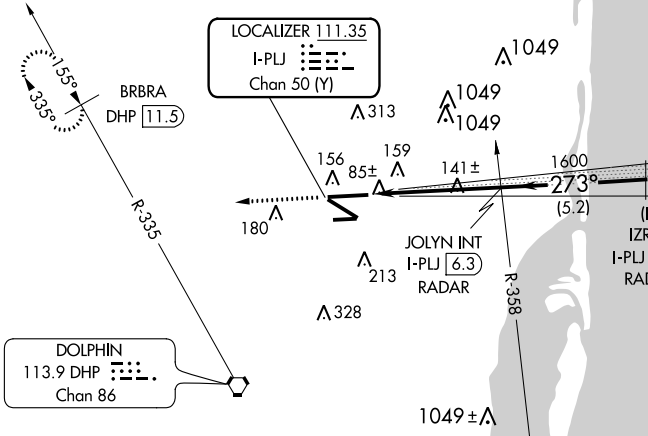 LOCALIZER 111.35
I-PLJ
Chan 50 (Y)
1049
1049
1049
155°
335°
BRBRA
DHP 11.5
313
156
85±
159
141±
1600
273°
(5.2)
180
R-335
JOLYN INT
I-PLJ 6.3
RADAR
R-358
213
328
(I
IZR
I-PLJ
RAD
DOLPHIN
113.9 DHP
Chan 86
1049±